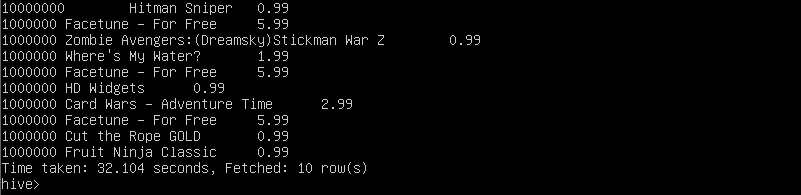 10000000 Hitman Sniper 0.99
1000000 Facetune - For Free 5.99
1000000 Zombie Avengers:(Dreamsky)Stickman War Z 0.99
1000000 Where's My Water? 1.99
1000000 Facetune - For Free 5.99
1000000 HD Widgets 0.99
1000000 Card Wars - Adventure Time 2.99
1000000 Facetune - For Free 5.99
1000000 Cut the Rope GOLD 0.99
1000000 Fruit Ninja Classic 0.99
Time taken: 32.104 seconds, Fetched: 10 row(s)
hive>